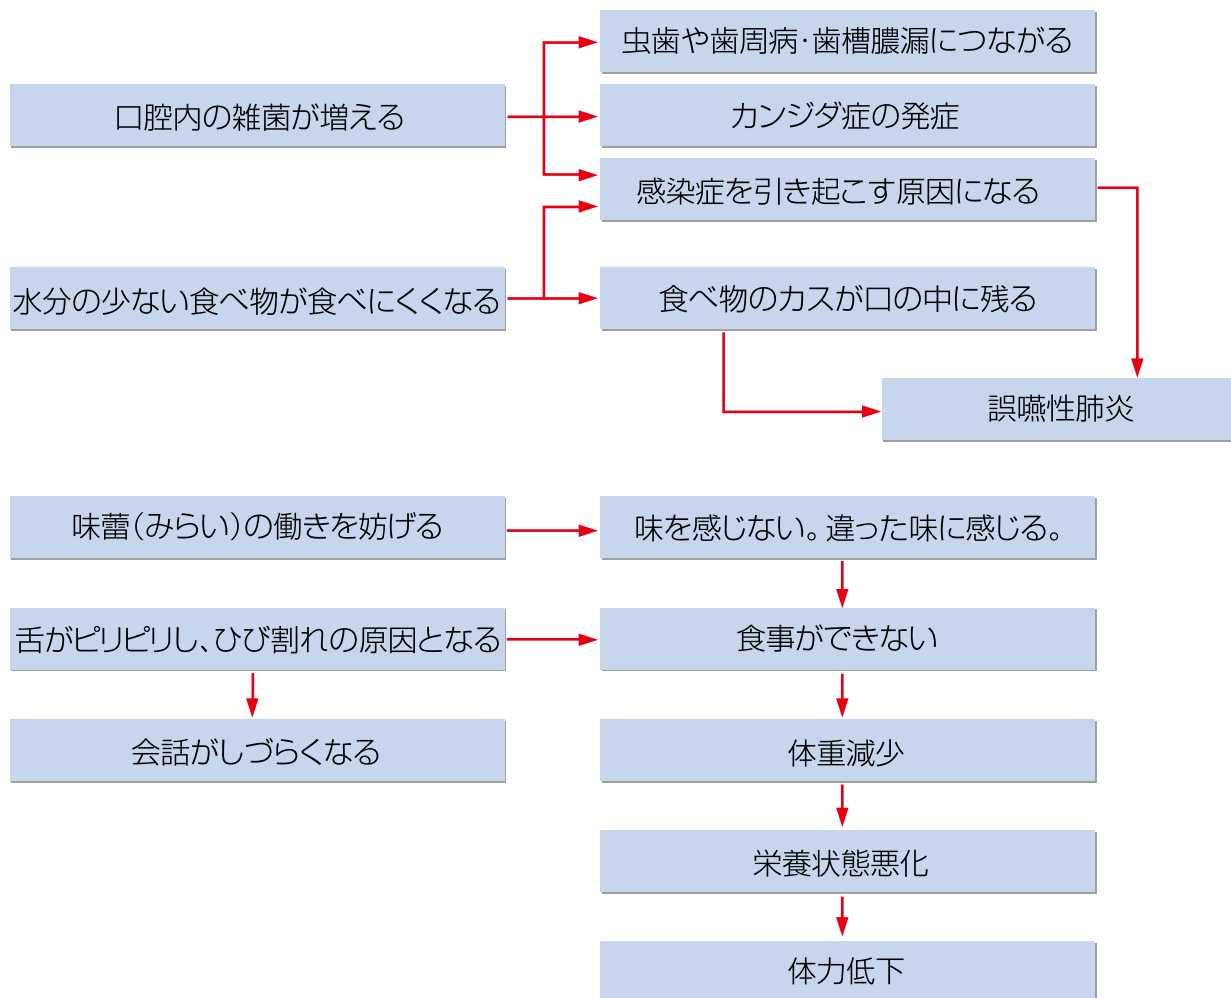 虫歯や歯周病・歯槽膿漏につながる
口腔内の雑菌が増える
カンジダ症の発症
感染症を引き起こす原因になる
水分の少ない食べ物が食べにくくなる
食べ物のカスが口の中に残る
誤嚥性肺炎
味蕾（みらい）の働きを妨げる
味を感じない。違った味に感じる。
舌がピリピリし、ひび割れの原因となる
食事ができない
会話がしづらくなる
体重減少
栄養状態悪化
体力低下